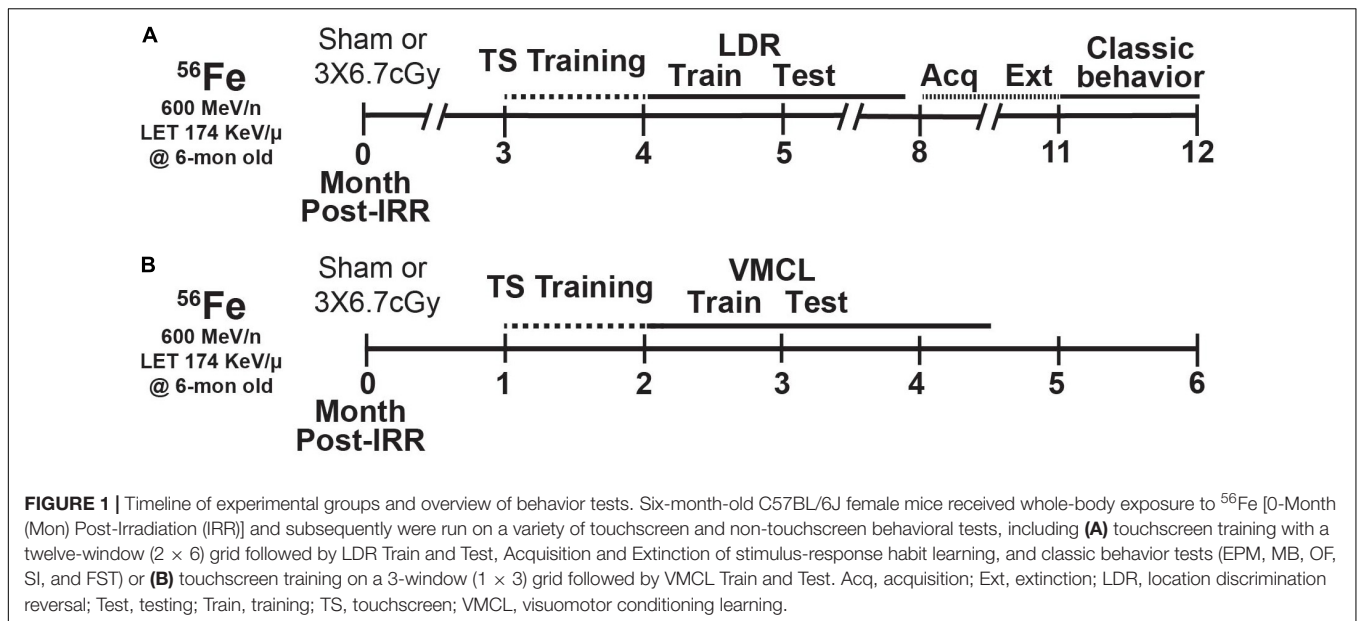 A
Sham or
3X6.7cGy
⁵⁶Fe
600 MeV/n
LET 174 KeV/μ
@ 6-mon old
TS Training
LDR
Train Test
Acq Ext
Classic
behavior
0 3 4 5 8 11 12
Month
Post-IRR
B
Sham or
3X6.7cGy
⁵⁶Fe
600 MeV/n
LET 174 KeV/μ
@ 6-mon old
TS Training
VMCL
Train Test
0 1 2 3 4 5 6
Month
Post-IRR
FIGURE 1 | Timeline of experimental groups and overview of behavior tests. Six-month-old C57BL/6J female mice received whole-body exposure to ⁵⁶Fe [0-Month
(Mon) Post-Irradiation (IRR)] and subsequently were run on a variety of touchscreen and non-touchscreen behavioral tests, including (A) touchscreen training with a
twelve-window (2 × 6) grid followed by LDR Train and Test, Acquisition and Extinction of stimulus-response habit learning, and classic behavior tests (EPM, MB, OF,
SI, and FST) or (B) touchscreen training on a 3-window (1 × 3) grid followed by VMCL Train and Test. Acq, acquisition; Ext, extinction; LDR, location discrimination
reversal; Test, testing; Train, training; TS, touchscreen; VMCL, visuomotor conditioning learning.